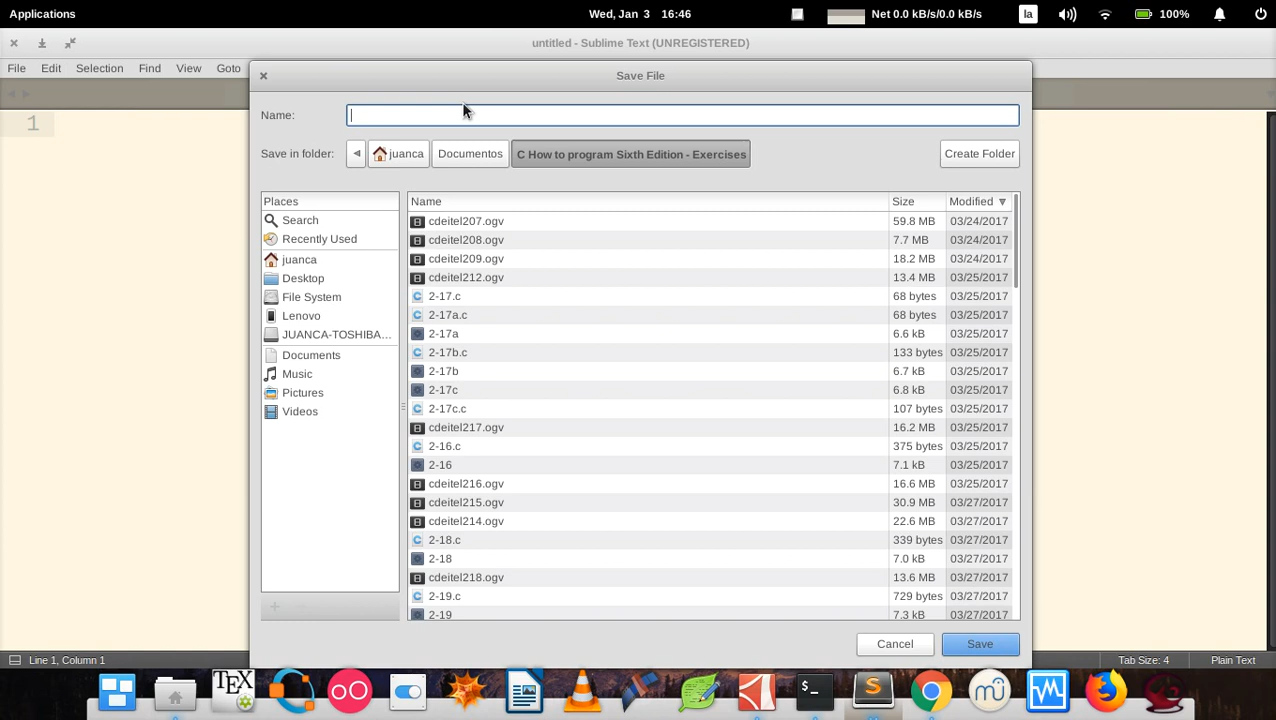 Applications
Wed, Jan 3 16:46
Net 0.0 kB/s/0.0 kB/s
la
100%
untitled - Sublime Text (UNREGISTERED)
File Edit Selection Find View Goto
1
Save File
Name:
Save in folder: juanca Documentos C How to program Sixth Edition - Exercises Create Folder
Places
Search
Recently Used
juanca
Desktop
File System
Lenovo
JUANCA-TOSHIBA...
Documents
Music
Pictures
Videos
Name Size Modified
cdeitel207.ogv 59.8 MB 03/24/2017
cdeitel208.ogv 7.7 MB 03/24/2017
cdeitel209.ogv 18.2 MB 03/24/2017
cdeitel212.ogv 13.4 MB 03/25/2017
2-17.c 68 bytes 03/25/2017
2-17a.c 68 bytes 03/25/2017
2-17a 6.6 kB 03/25/2017
2-17b.c 133 bytes 03/25/2017
2-17b 6.7 kB 03/25/2017
2-17c 6.8 kB 03/25/2017
2-17c.c 107 bytes 03/25/2017
cdeitel217.ogv 16.2 MB 03/25/2017
2-16.c 375 bytes 03/25/2017
2-16 7.1 kB 03/25/2017
cdeitel216.ogv 16.6 MB 03/25/2017
cdeitel215.ogv 30.9 MB 03/27/2017
cdeitel214.ogv 22.6 MB 03/27/2017
2-18.c 339 bytes 03/27/2017
2-18 7.0 kB 03/27/2017
cdeitel218.ogv 13.6 MB 03/27/2017
2-19.c 729 bytes 03/27/2017
2-19 7.3 kB 03/27/2017
Cancel Save
Line 1, Column 1
Tab Size: 4
Plain Text
TEX